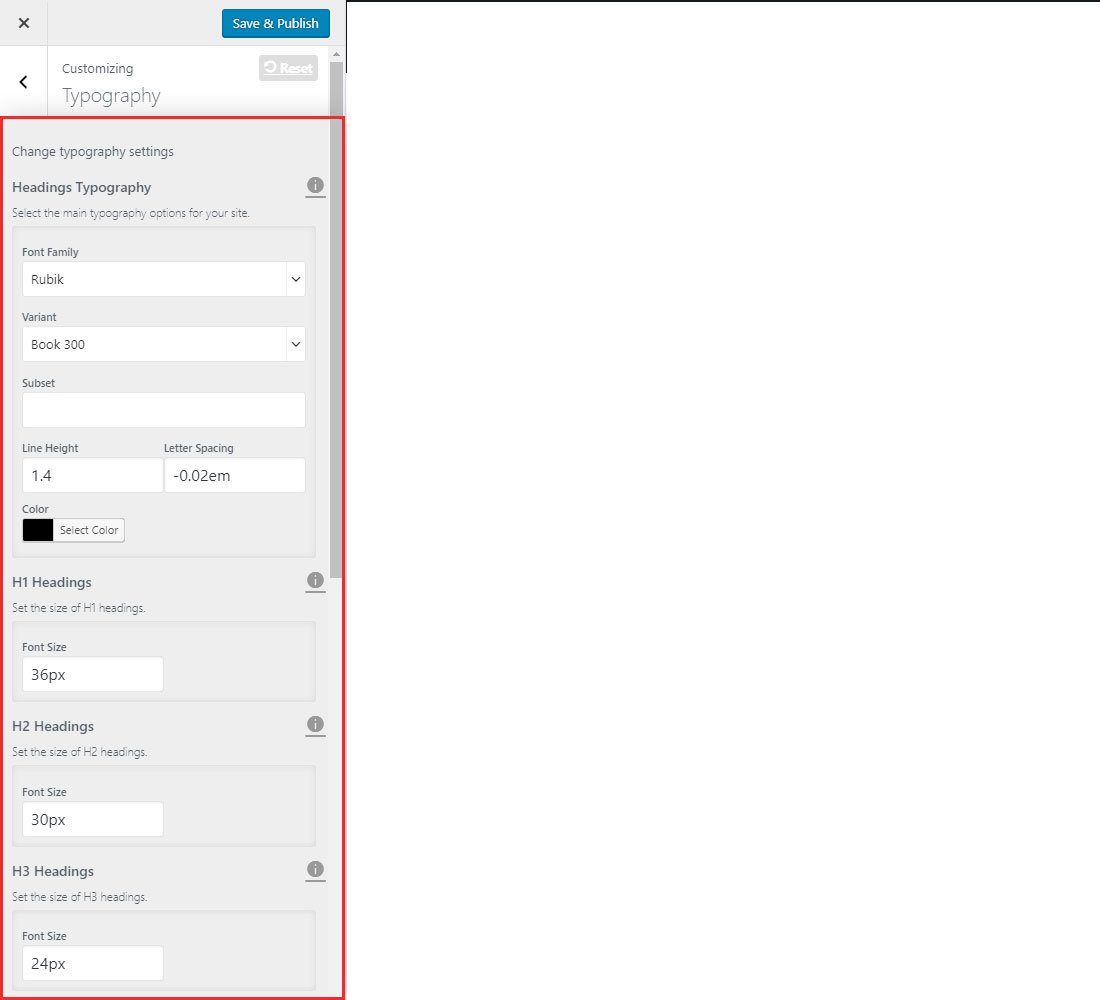 Save & Publish
Customizing
Reset
Typography
Change typography settings
Headings Typography
Select the main typography options for your site.
Font Family
Rubik
Variant
Book 300
Subset
Line Height Letter Spacing
1.4 -0.02em
Color
Select Color
H1 Headings
Set the size of H1 headings.
Font Size
36px
H2 Headings
Set the size of H2 headings.
Font Size
30px
H3 Headings
Set the size of H3 headings.
Font Size
24px